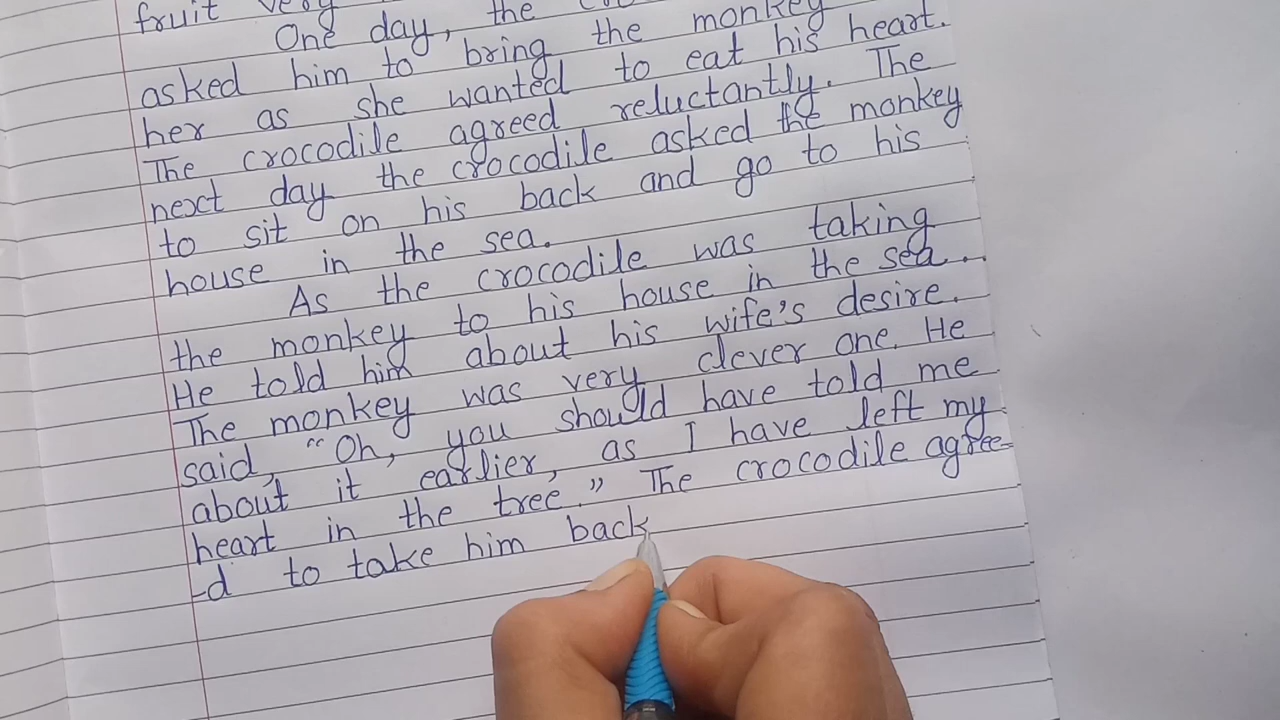 fruit very
One day, the
asked him to bring the monkey
her as she wanted to eat his heart.
The crocodile agreed reluctantly. The
next day the crocodile asked the monkey
to sit on his back and go to his
house in the sea.
As the crocodile was taking
the monkey to his house in the sea.
He told him about his wife's desire.
The monkey was very clever one. He
said, "Oh, you should have told me
about it earlier, as I have left my
heart in the tree." The crocodile agree=
-d to take him back